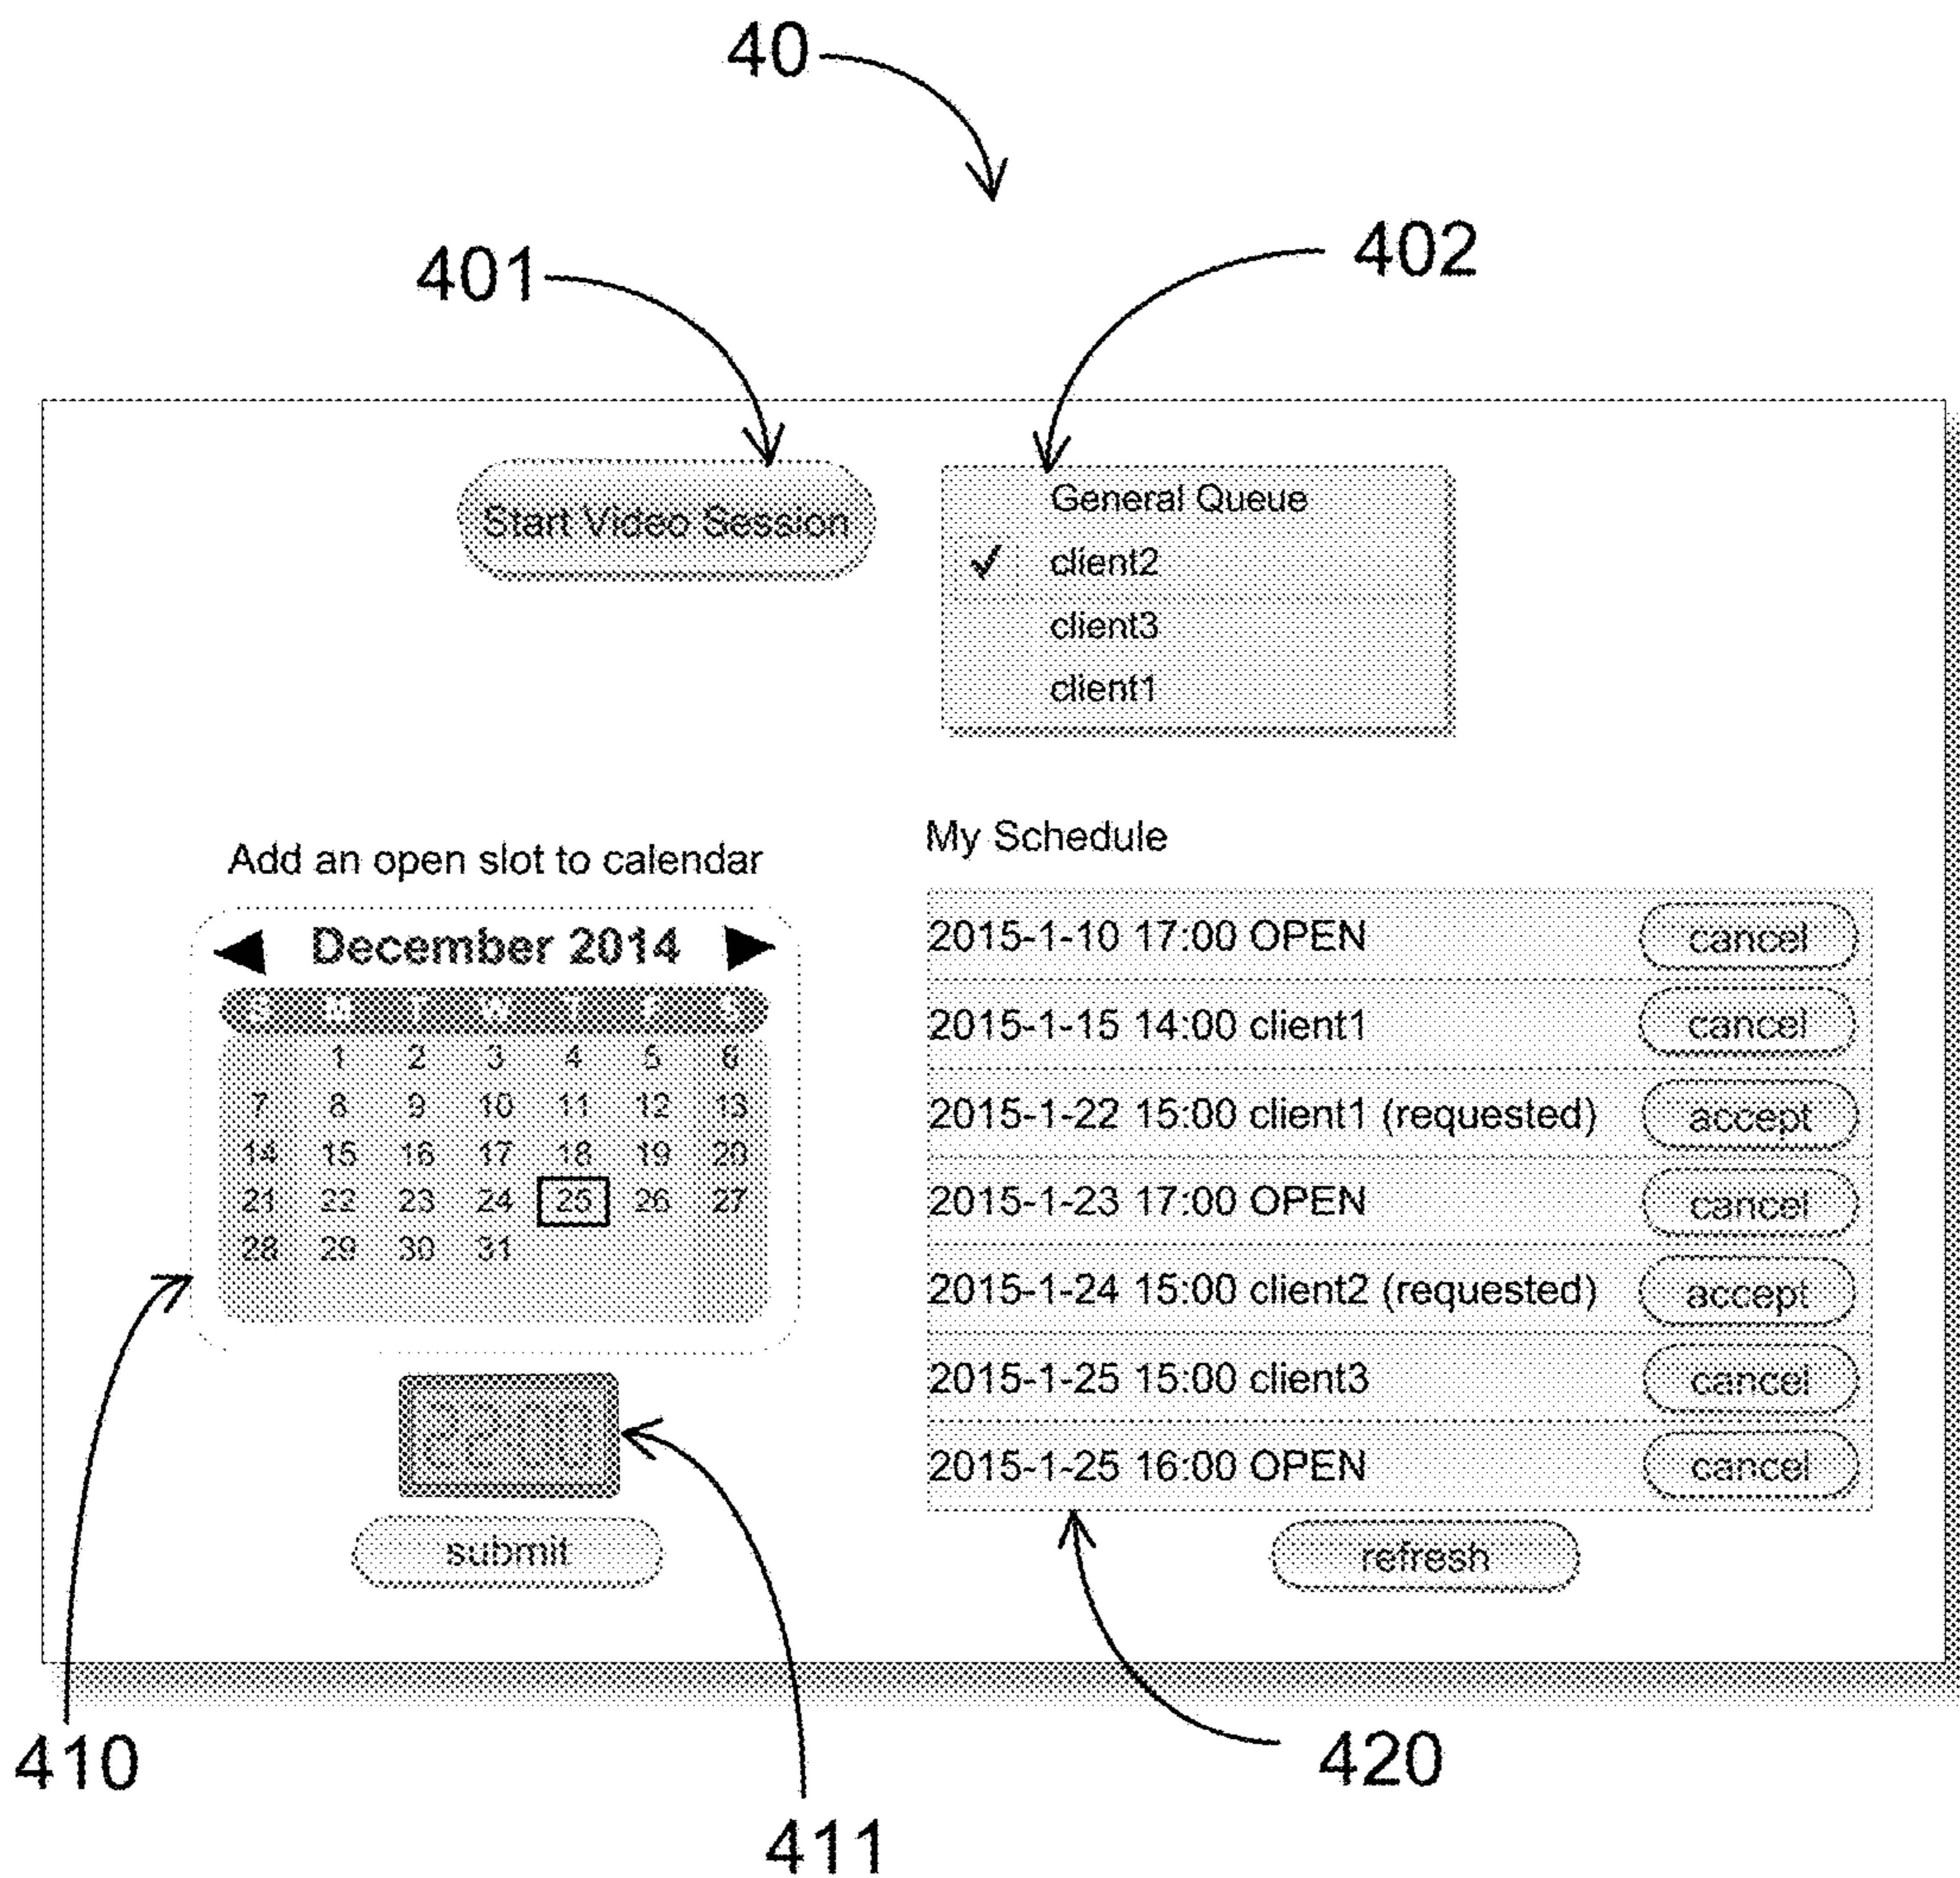 40
401
402
Start Video Session
General Queue
client2
client3
client1
Add an open slot to calendar
December 2014
S M T W T F S
1 2 3 4 5 6
7 8 9 10 11 12 13
14 15 16 17 18 19 20
21 22 23 24 25 26 27
28 29 30 31
submit
My Schedule
2015-1-10 17:00 OPEN cancel
2015-1-15 14:00 client1 cancel
2015-1-22 15:00 client1 (requested) accept
2015-1-23 17:00 OPEN cancel
2015-1-24 15:00 client2 (requested) accept
2015-1-25 15:00 client3 cancel
2015-1-25 16:00 OPEN cancel
refresh
410
411
420